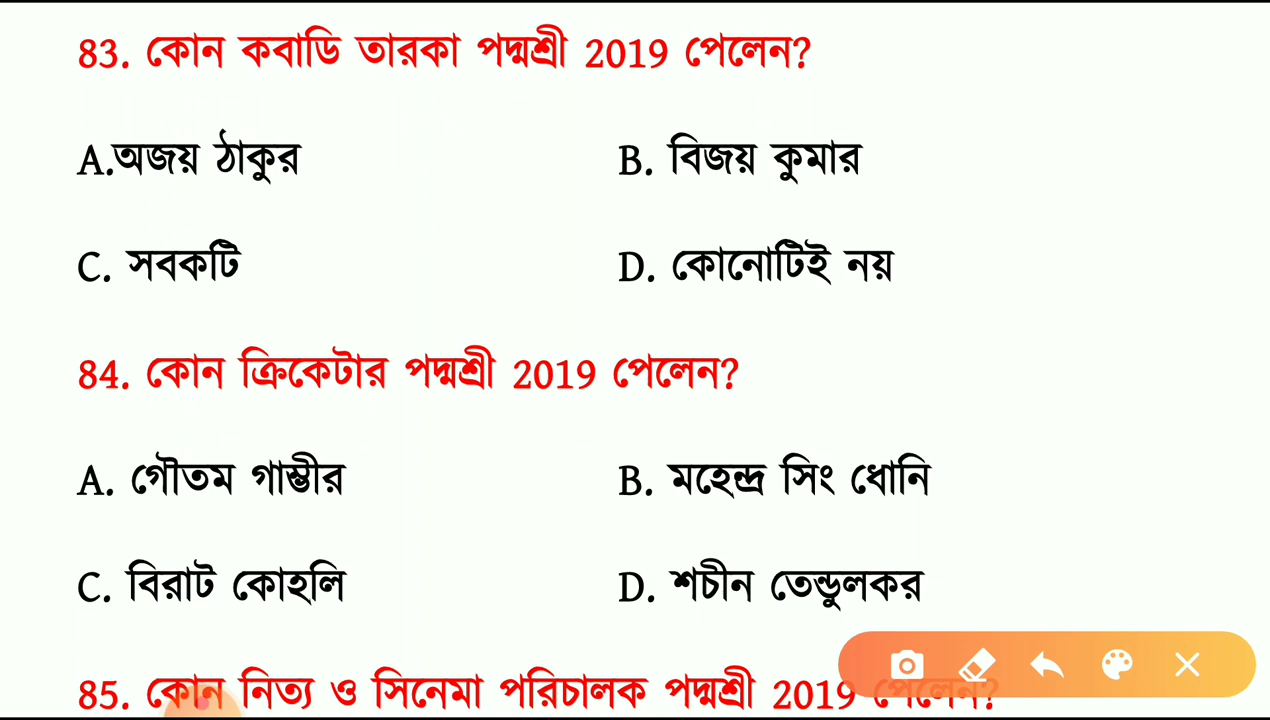 83. কোন কবাডি তারকা পদ্মশ্রী 2019 পেলেন?
A.অজয় ঠাকুর B. বিজয় কুমার
C. সবকটি D. কোনোটিই নয়
84. কোন ক্রিকেটার পদ্মশ্রী 2019 পেলেন?
A. গৌতম গাম্ভীর B. মহেন্দ্র সিং ধোনি
C. বিরাট কোহলি D. শচীন তেন্ডুলকর
85. কোন নিত্য ও সিনেমা পরিচালক পদ্মশ্রী 2019 পেলেন?